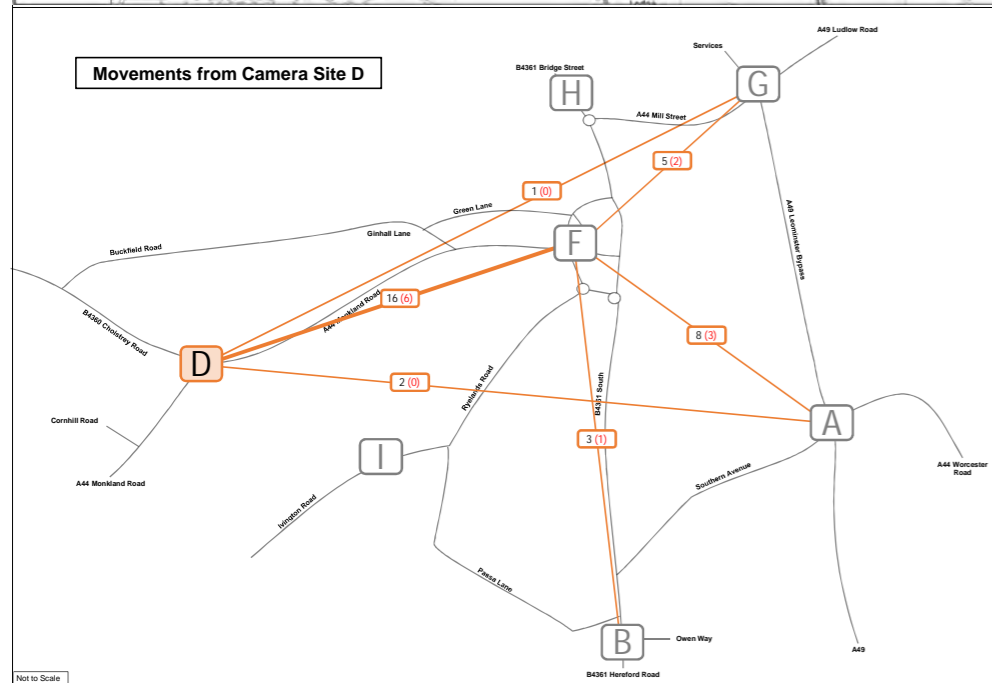 A49 Ludlow Road
Services
Movements from Camera Site D
B4361 Bridge Street
G
H
A44 Mill Street
5 (2)
1 (0)
Green Lane
A49 Leominster Bypass
Ginhall Lane
F
Buckfield Road
16 (6)
A44 Monkland Road
B4360 Cholstrey Road
8 (3)
D
2 (0)
Ryelands Road
B4361 South
A
Cornhill Road
3 (1)
I
A44 Worcester
Road
A44 Monkland Road
Southern Avenue
Ivington Road
Passa Lane
B
Owen Way
A49
B4361 Hereford Road
Not to Scale